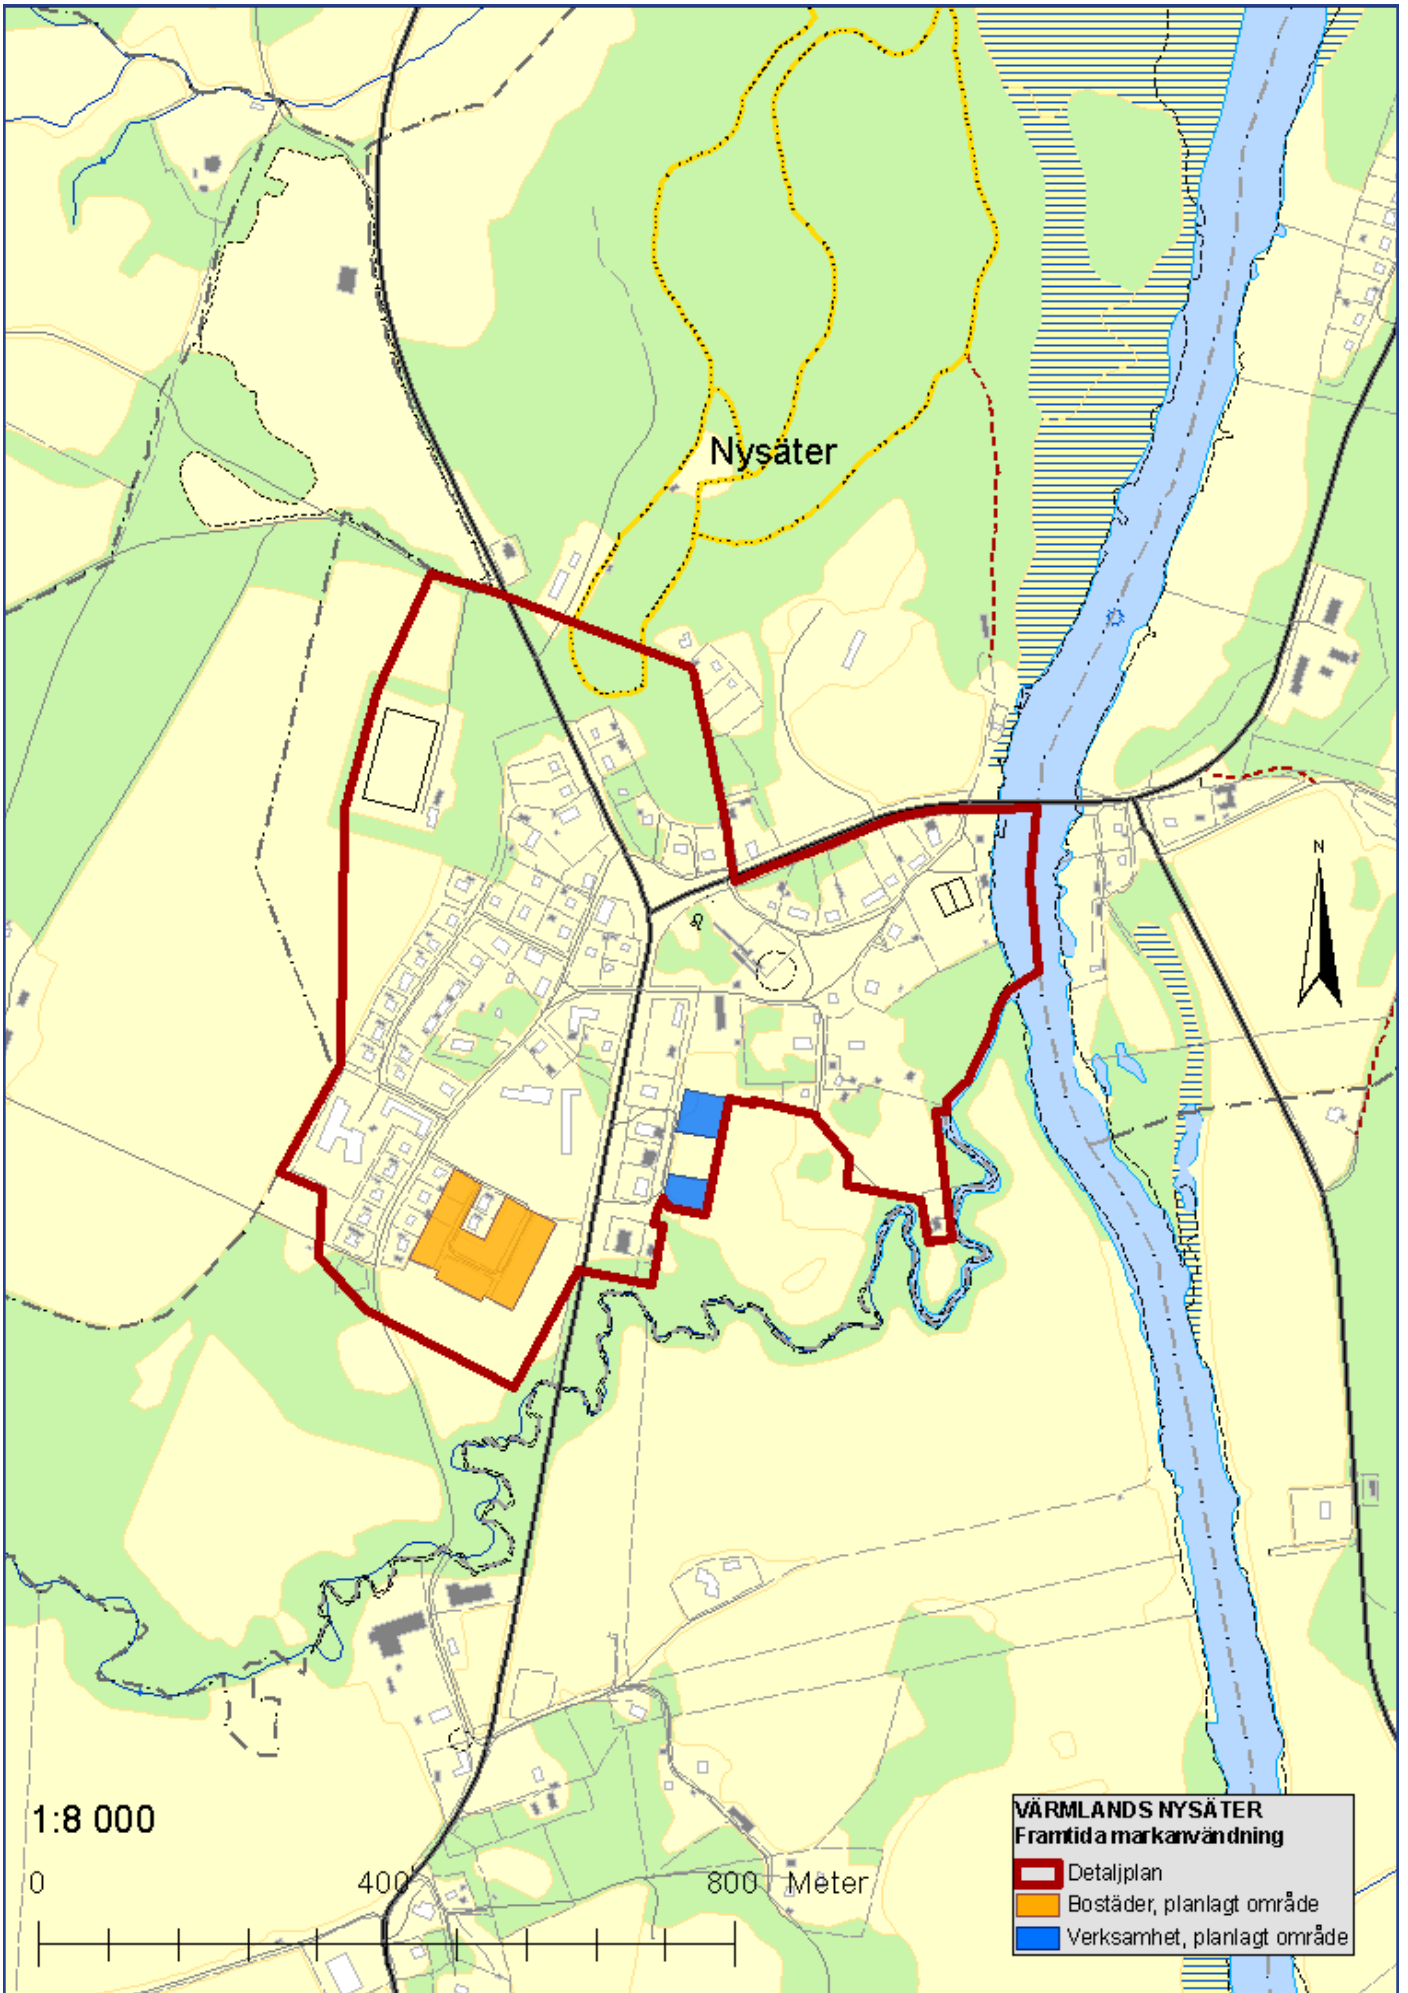 Nysäter
N
1:8 000
0 400 800 Meter
VÄRMLANDS NYSÄTER
Framtida markanvändning
Detaljplan
Bostäder, planlagt område
Verksamhet, planlagt område